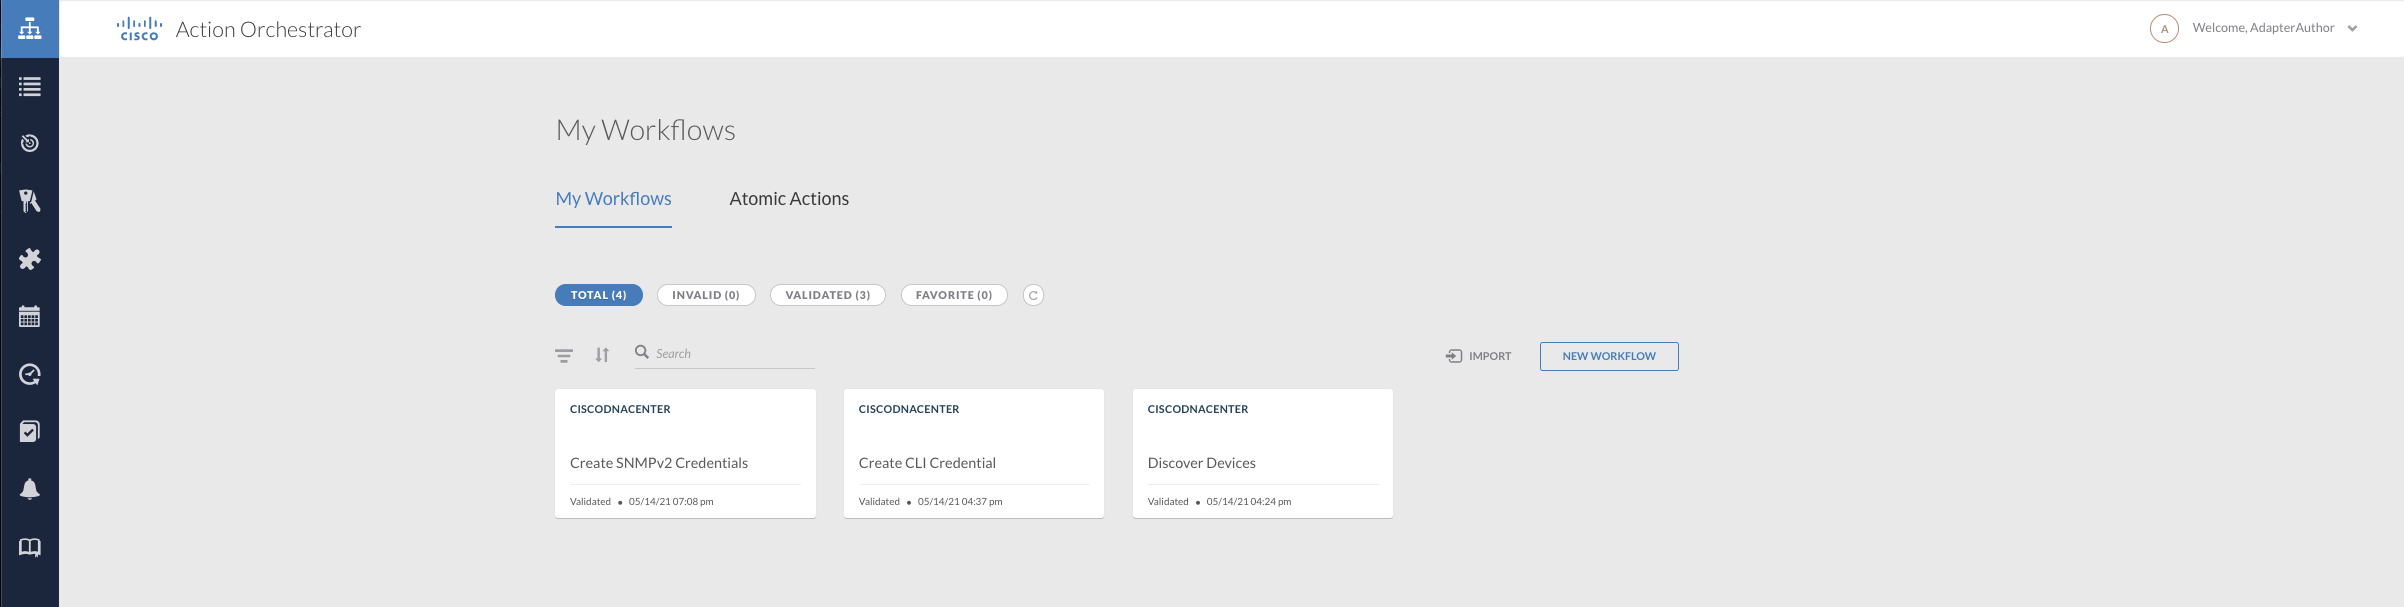 CISCO Action Orchestrator
A Welcome, AdapterAuthor
My Workflows
My Workflows Atomic Actions
TOTAL (4) INVALID (0) VALIDATED (3) FAVORITE (0)
Search IMPORT NEW WORKFLOW
CISCODNACENTER CISCODNACENTER CISCODNACENTER
Create SNMPv2 Credentials Create CLI Credential Discover Devices
Validated • 05/14/21 07:08 pm Validated • 05/14/21 04:37 pm Validated • 05/14/21 04:24 pm